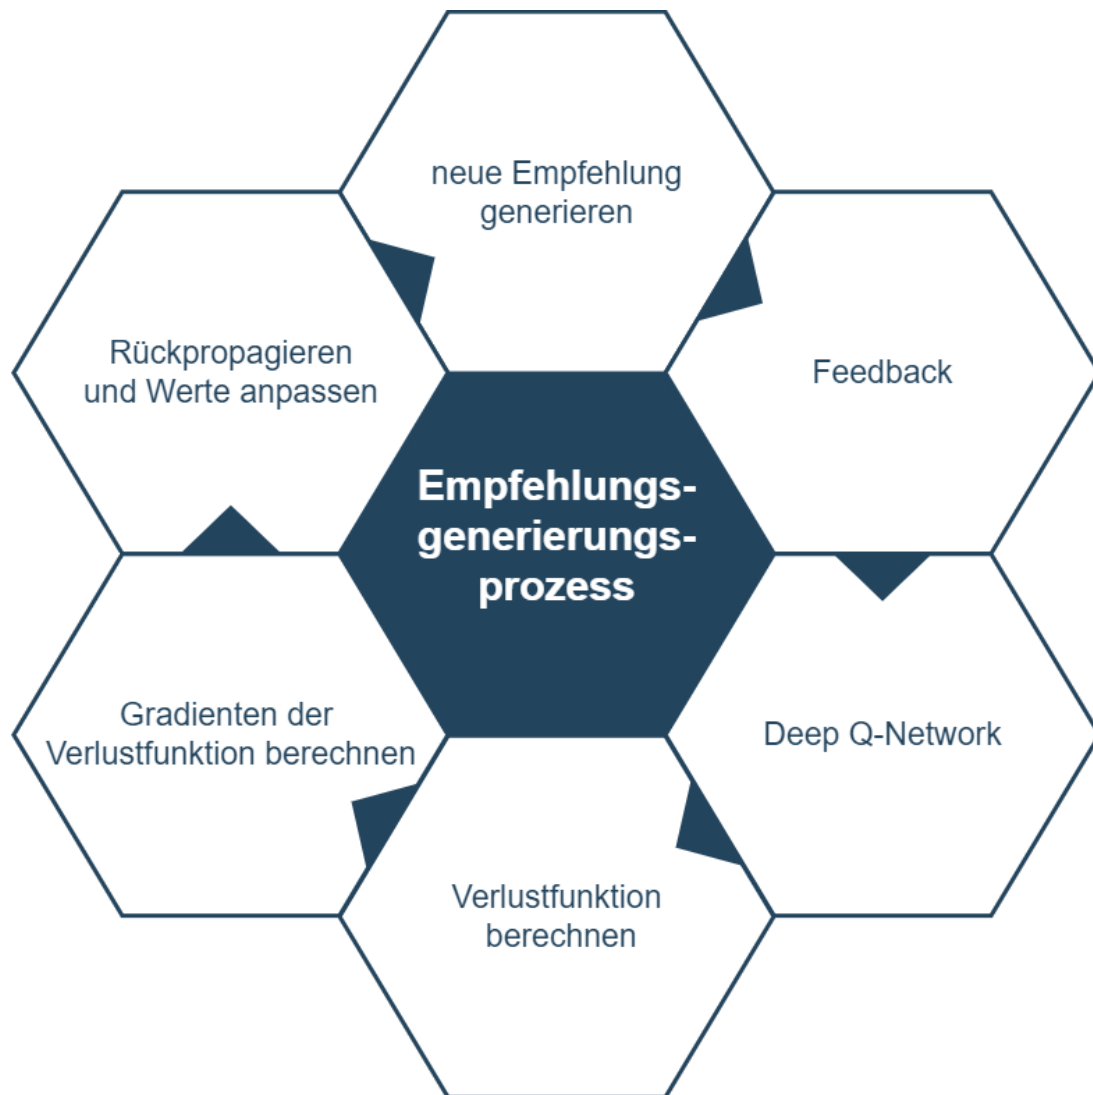 neue Empfehlung
generieren
Feedback
Rückpropagieren
und Werte anpassen
Empfehlungs-
generierungs-
prozess
Gradienten der
Verlustfunktion berechnen
Deep Q-Network
Verlustfunktion
berechnen